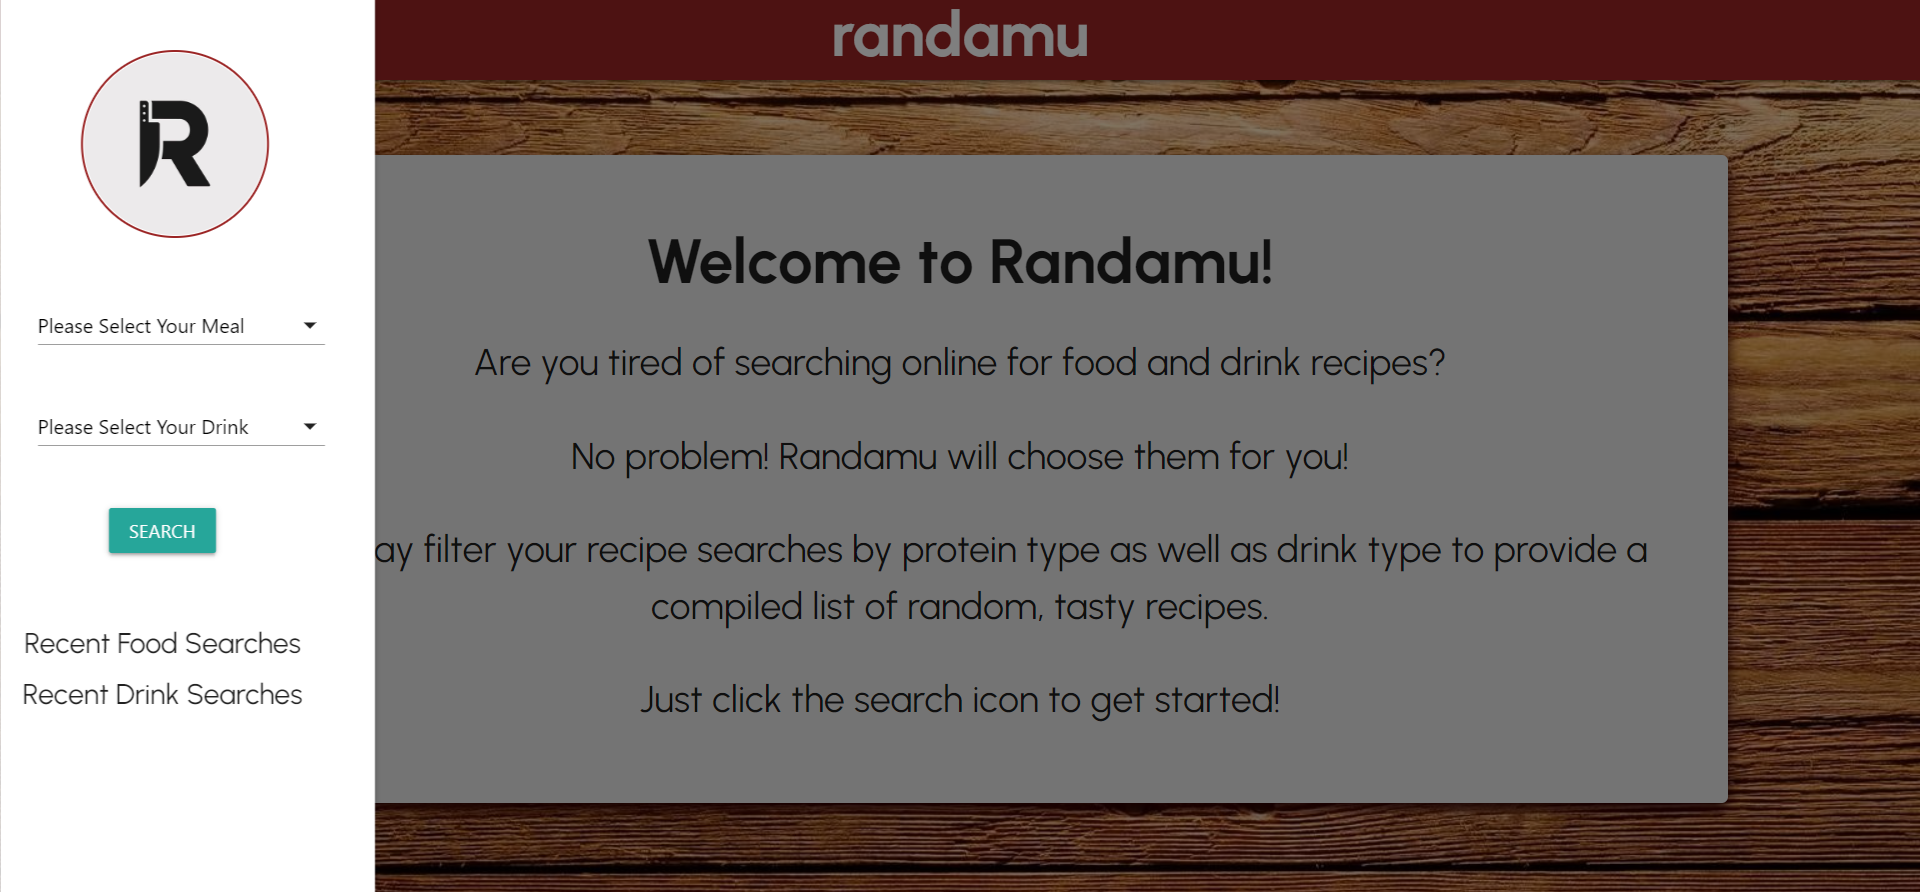 randamu
R
Please Select Your Meal
Please Select Your Drink
SEARCH
Recent Food Searches
Recent Drink Searches
Welcome to Randamu!
Are you tired of searching online for food and drink recipes?
No problem! Randamu will choose them for you!
ay filter your recipe searches by protein type as well as drink type to provide a
compiled list of random, tasty recipes.
Just click the search icon to get started!